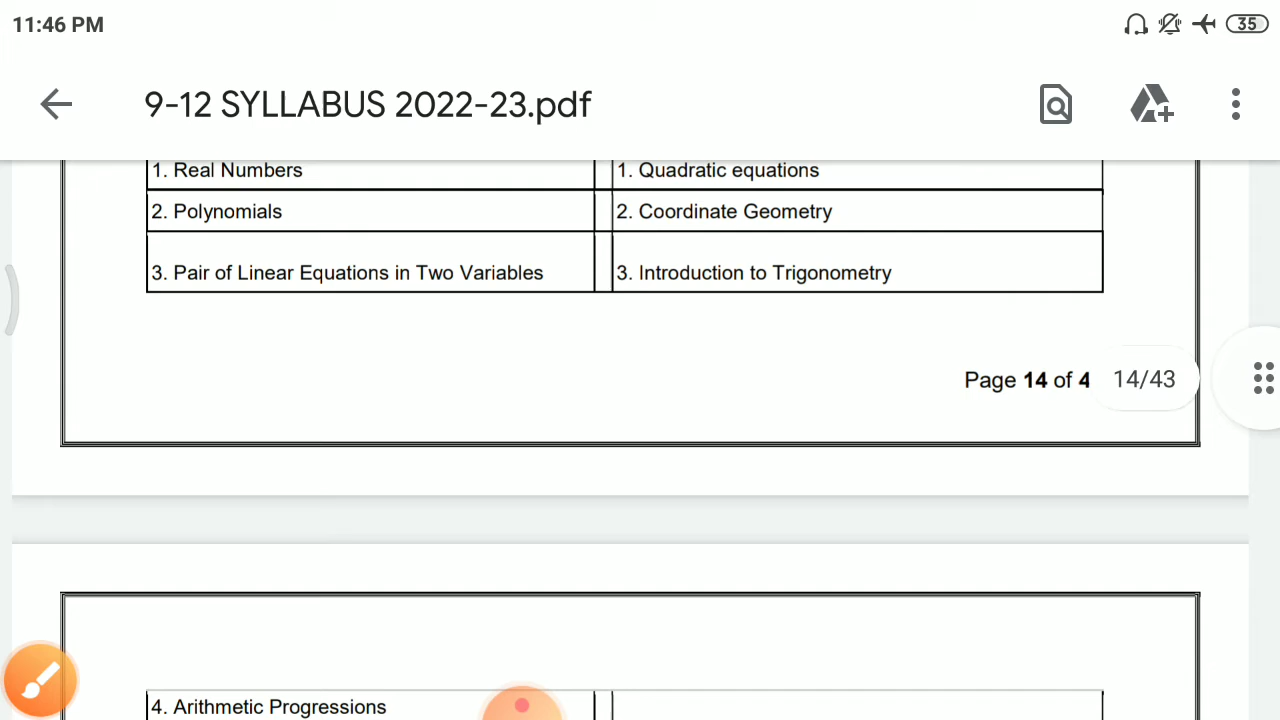 11:46 PM
35
9-12 SYLLABUS 2022-23.pdf
1. Real Numbers
1. Quadratic equations
2. Polynomials
2. Coordinate Geometry
3. Pair of Linear Equations in Two Variables
3. Introduction to Trigonometry
Page 14 of 4
14/43
4. Arithmetic Progressions